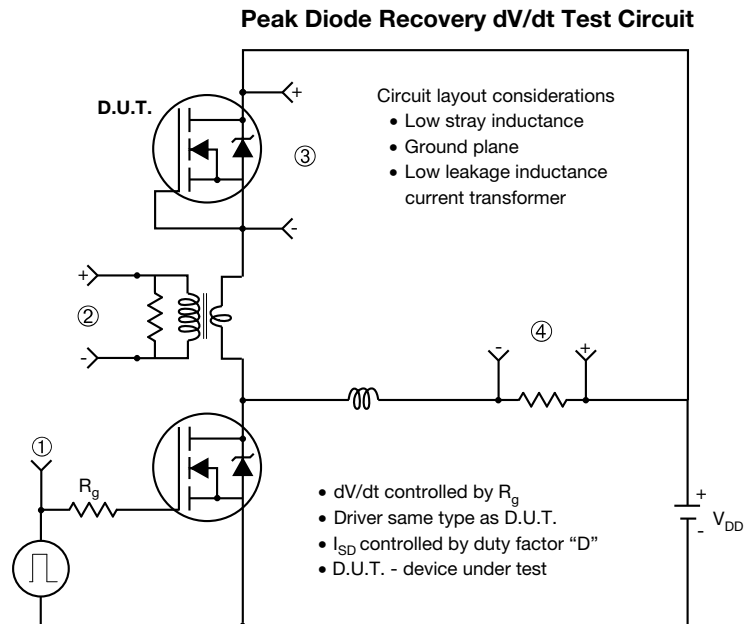 Peak Diode Recovery dV/dt Test Circuit
D.U.T.
+
Circuit layout considerations
• Low stray inductance
• Ground plane
• Low leakage inductance
current transformer
③
-
+
②
-
④
-
+
①
Rg
• dV/dt controlled by Rg
• Driver same type as D.U.T.
• ISD controlled by duty factor “D”
• D.U.T. - device under test
+
-
VDD